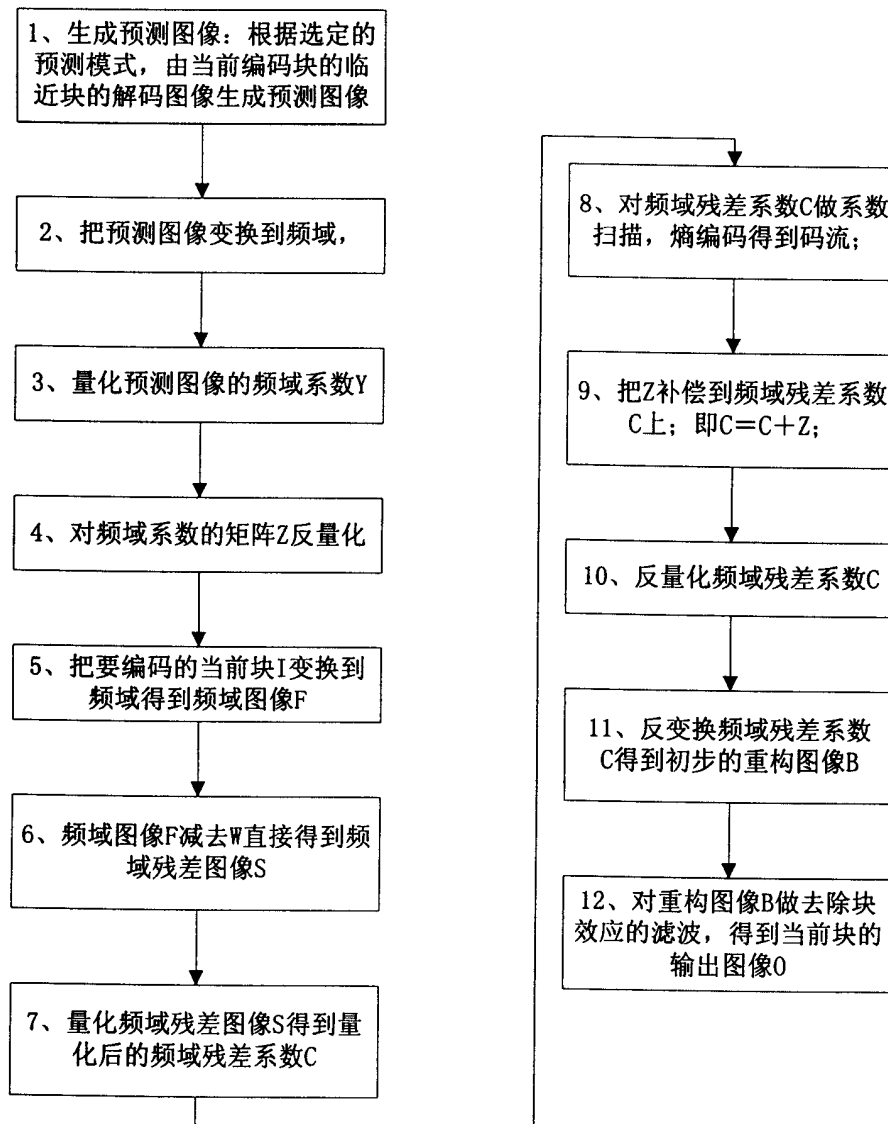 1、生成预测图像：根据选定的
预测模式，由当前编码块的临
近块的解码图像生成预测图像
2、把预测图像变换到频域，
3、量化预测图像的频域系数Y
4、对频域系数的矩阵Z反量化
5、把要编码的当前块I变换到
频域得到频域图像F
6、频域图像F减去W直接得到频
域残差图像S
7、量化频域残差图像S得到量
化后的频域残差系数C
8、对频域残差系数C做系数
扫描，熵编码得到码流；
9、把Z补偿到频域残差系数
C上；即C＝C＋Z；
10、反量化频域残差系数C
11、反变换频域残差系数
C得到初步的重构图像B
12、对重构图像B做去除块
效应的滤波，得到当前块的
输出图像O